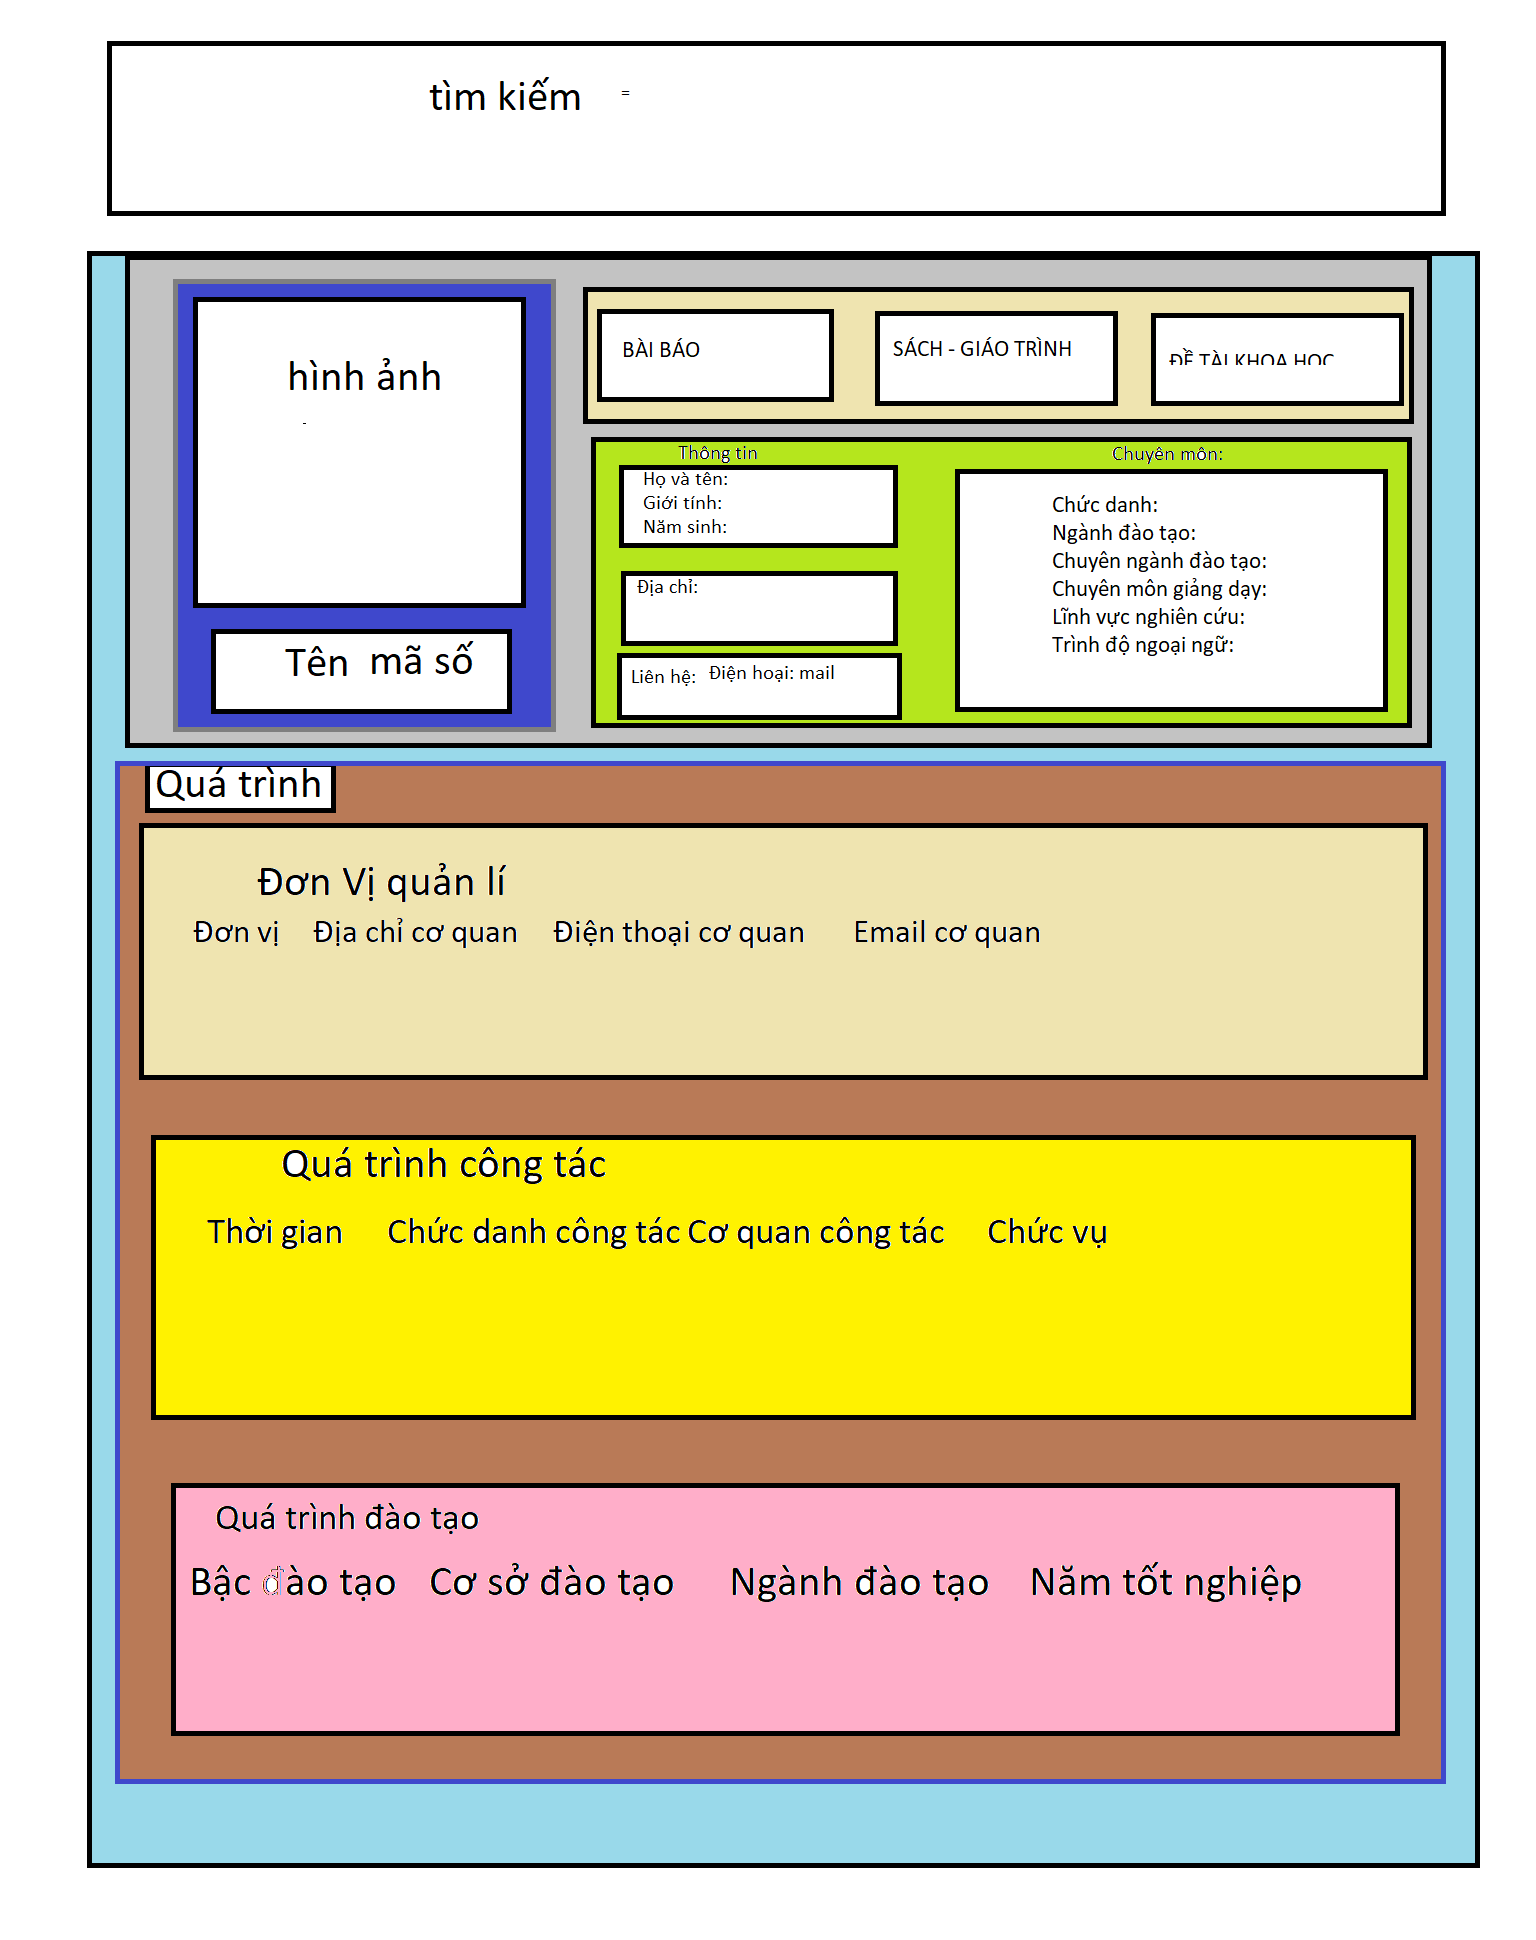 tìm kiếm =
hình ảnh
Tên mã số
BÀI BÁO
SÁCH - GIÁO TRÌNH
ĐỀ TÀI KHOA HỌC
Thông tin
Họ và tên:
Giới tính:
Năm sinh:
Địa chỉ:
Liên hệ: Điện hoại: mail
Chuyên môn:
Chức danh:
Ngành đào tạo:
Chuyên ngành đào tạo:
Chuyên môn giảng dạy:
Lĩnh vực nghiên cứu:
Trình độ ngoại ngữ:
Quá trình
Đơn Vị quản lí
Đơn vị Địa chỉ cơ quan Điện thoại cơ quan Email cơ quan
Quá trình công tác
Thời gian Chức danh công tác Cơ quan công tác Chức vụ
Quá trình đào tạo
Bậc đào tạo Cơ sở đào tạo Ngành đào tạo Năm tốt nghiệp